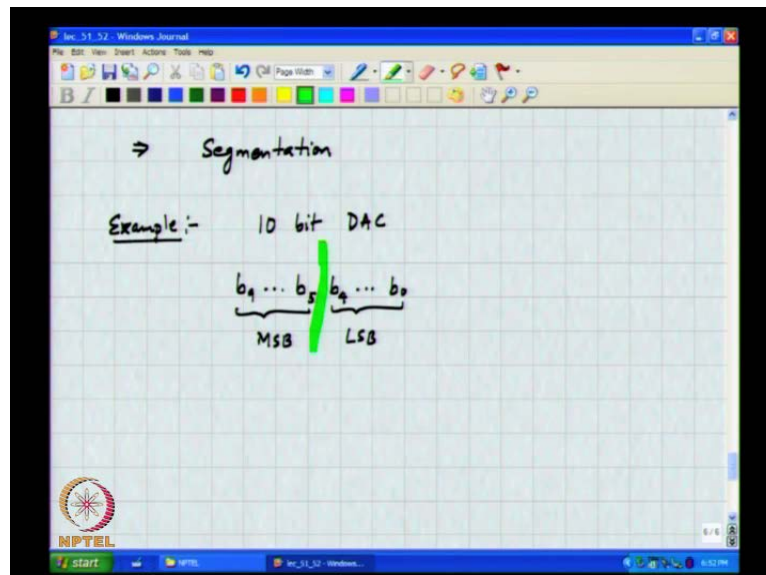 lec_51_52 - Windows Journal
File Edit View Insert Actions Tools Help
Page Width
B I
⇒ Segmentation
Example :- 10 bit DAC
b9 ... b5 b4 ... b0
MSB LSB
NPTEL
6/6
start NPTEL lec_51_52 - Windows... 6:52 PM